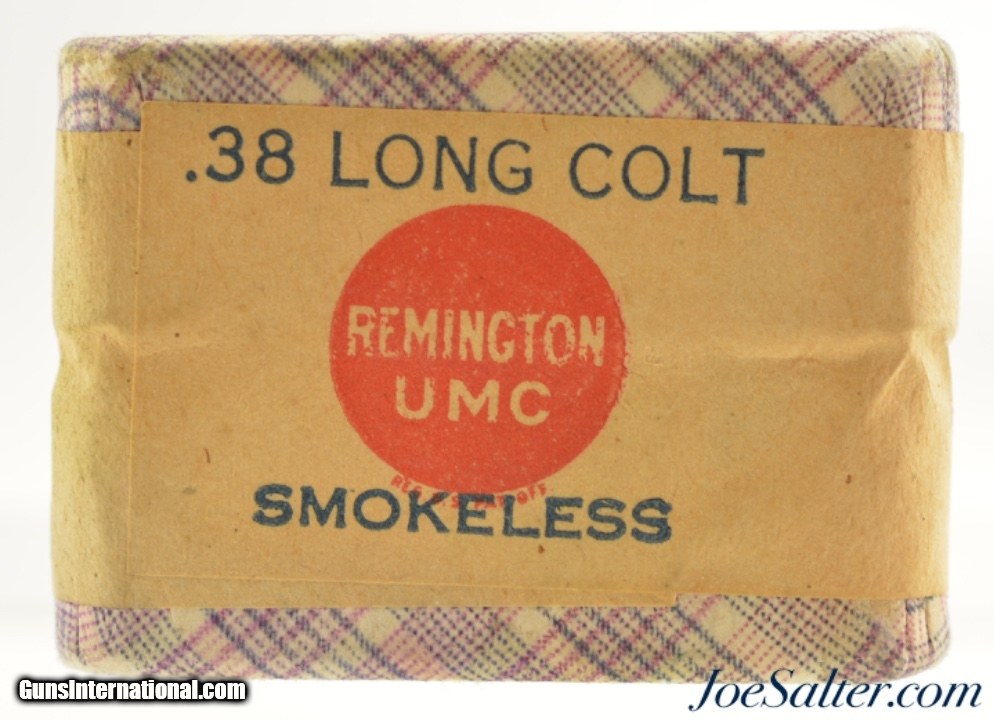 .38 LONG COLT
REMINGTON
UMC
SMOKELESS
GunsInternational.com
JoeSalter.com